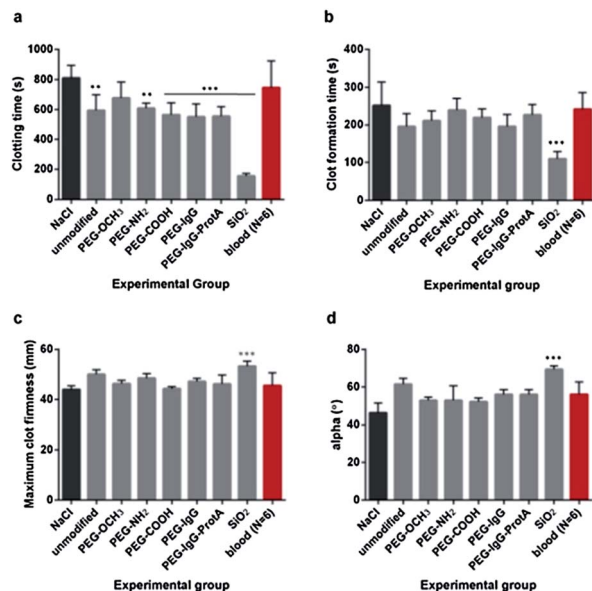 a
Clotting time (s)
1000
800
600
400
200
0
•• •• •••
NaCl
unmodified
PEG-OCH₃
PEG-NH₂
PEG-COOH
PEG-IgG
PEG-IgG-ProtA
SiO₂
blood (N=6)
Experimental Group
b
Clot formation time (s)
400
300
200
100
0
•••
NaCl
unmodified
PEG-OCH₃
PEG-NH₂
PEG-COOH
PEG-IgG
PEG-IgG-ProtA
SiO₂
blood (N=6)
Experimental group
c
Maximum clot firmness (mm)
60
40
20
0
***
NaCl
unmodified
PEG-OCH₃
PEG-NH₂
PEG-COOH
PEG-IgG
PEG-IgG-ProtA
SiO₂
blood (N=6)
Experimental group
d
alpha (°)
80
60
40
20
0
•••
NaCl
unmodified
PEG-OCH₃
PEG-NH₂
PEG-COOH
PEG-IgG
PEG-IgG-ProtA
SiO₂
blood (N=6)
Experimental group